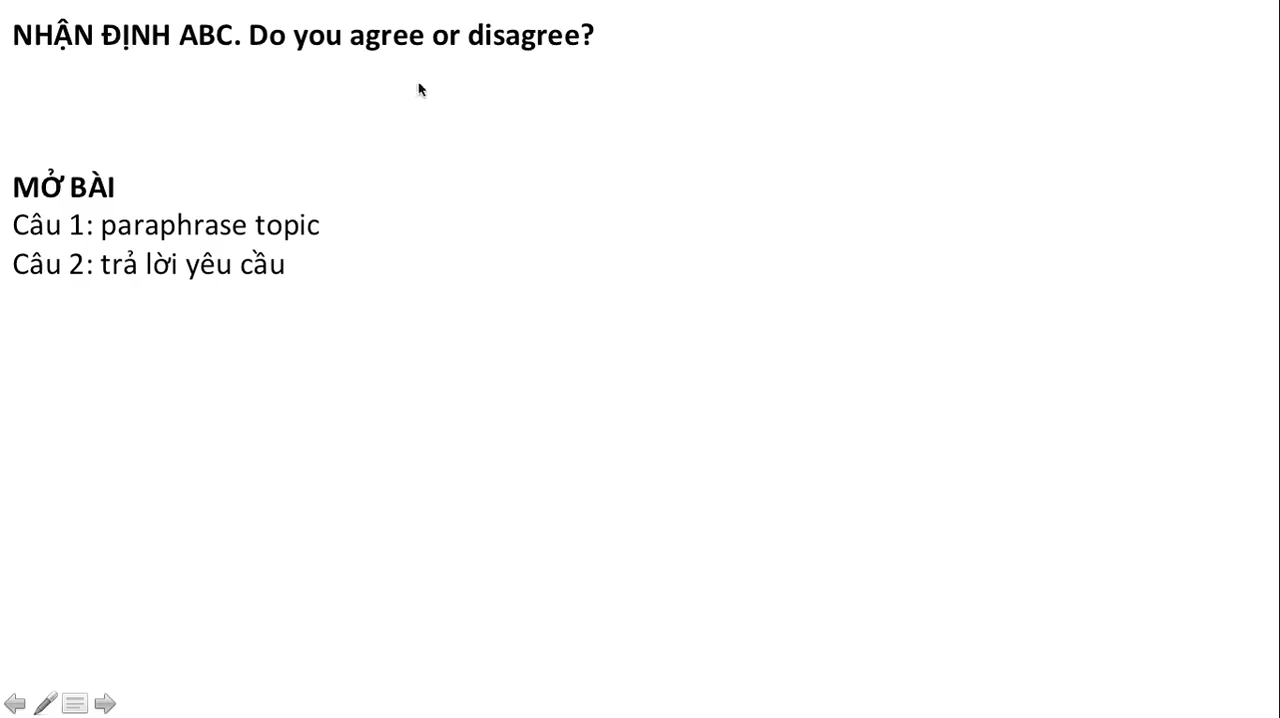 NHẬN ĐỊNH ABC. Do you agree or disagree?
MỞ BÀI
Câu 1: paraphrase topic
Câu 2: trả lời yêu cầu